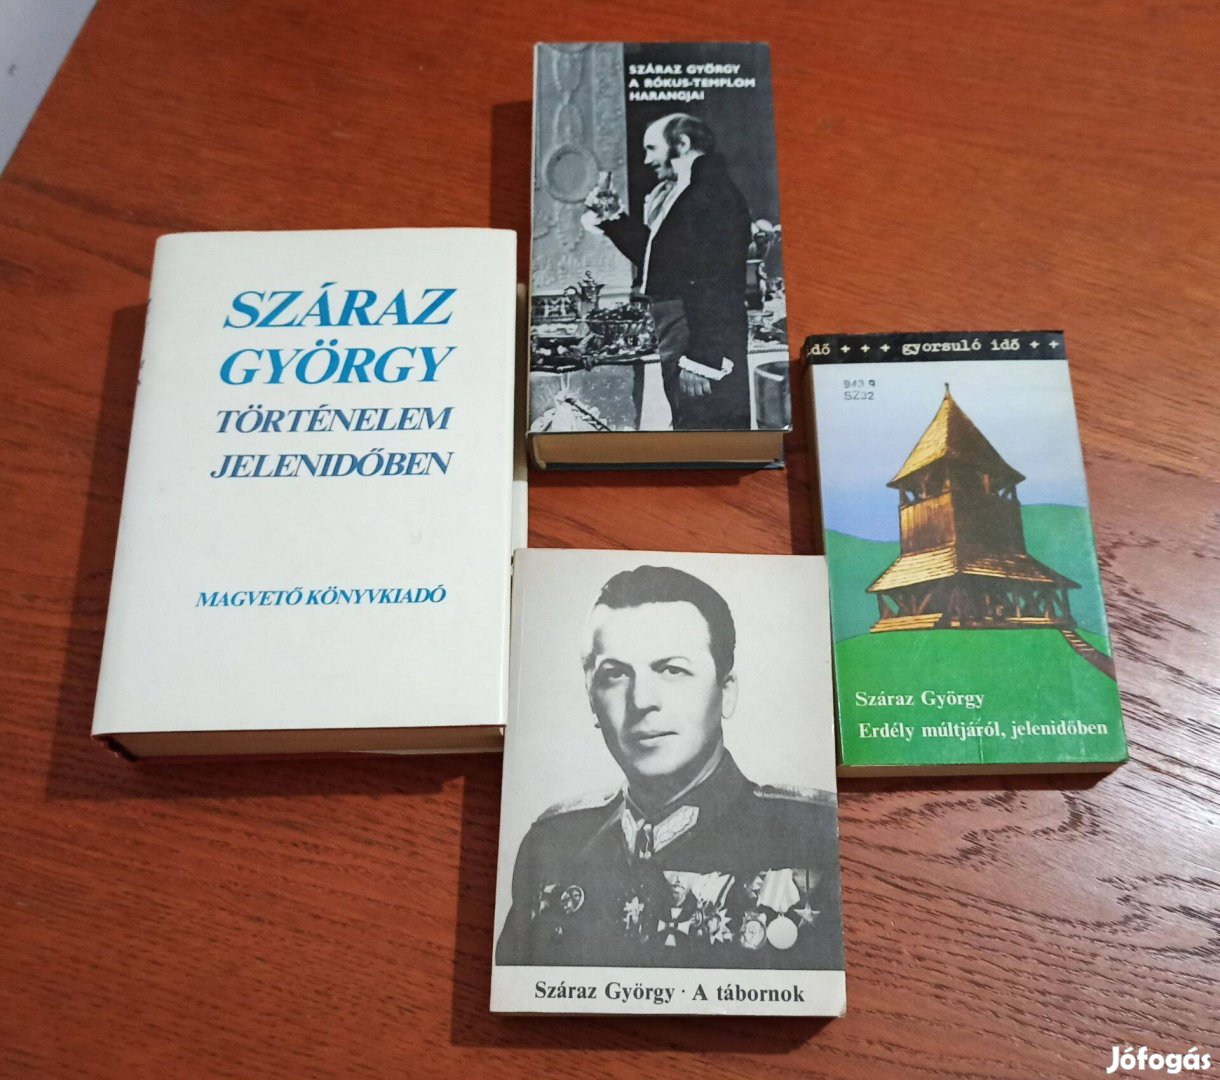 SZÁRAZ GYÖRGY
A RÓKUS-TEMPLOM
HARANGJAI
SZÁRAZ
GYÖRGY
TÖRTÉNELEM
JELENIDŐBEN
MAGVETŐ KÖNYVKIADÓ
idő + + + gyorsuló idő + +
943.9
SZ32
Száraz György
Erdély múltjáról, jelenidőben
Száraz György · A tábornok
Jófogás